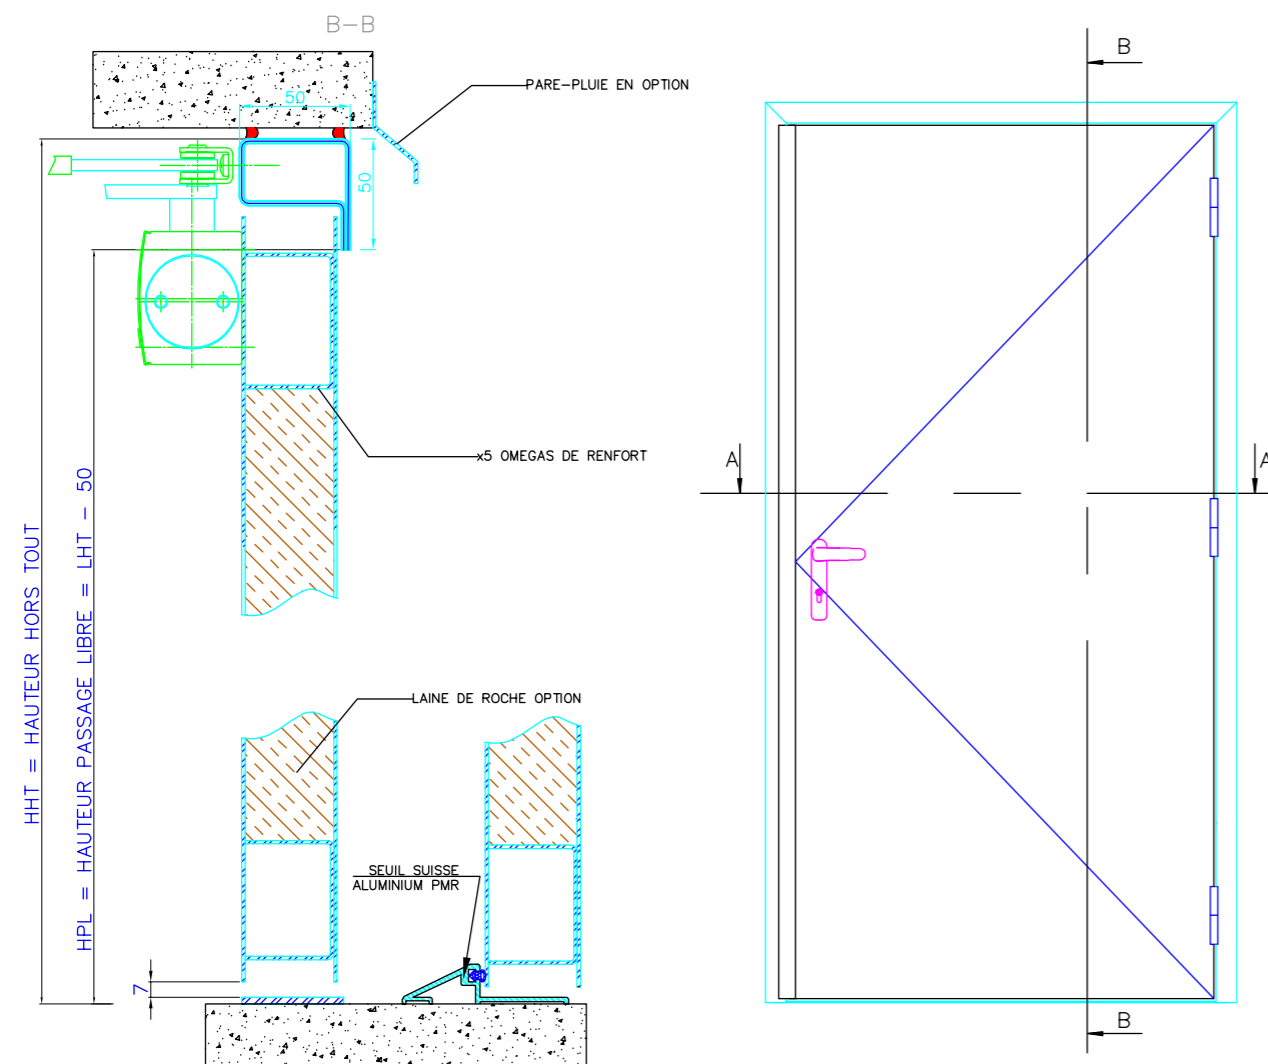 B-B
PARE-PLUIE EN OPTION
50
50
x5 OMEGAS DE RENFORT
HHT = HAUTEUR HORS TOUT
HPL = HAUTEUR PASSAGE LIBRE = LHT - 50
LAINE DE ROCHE OPTION
SEUIL SUISSE
ALUMINIUM PMR
7
B
A
A
B